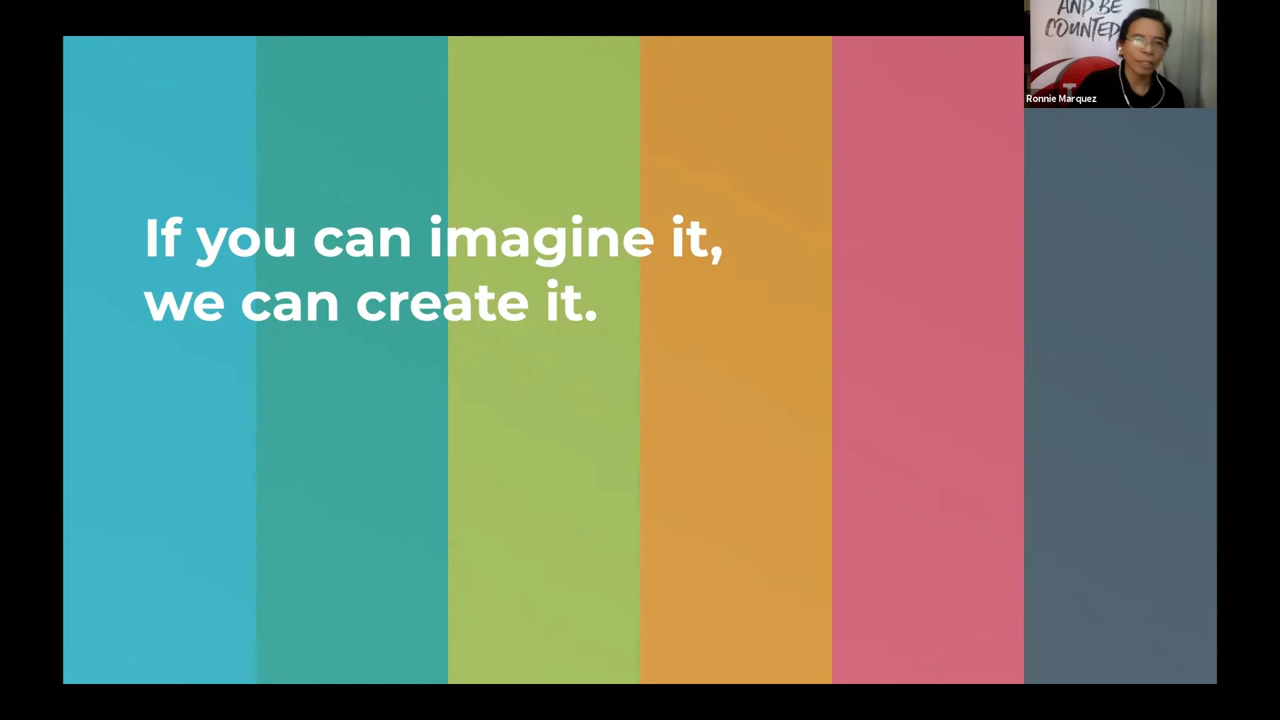 If you can imagine it,
we can create it.
AND BE
COUNTED
Ronnie Marquez